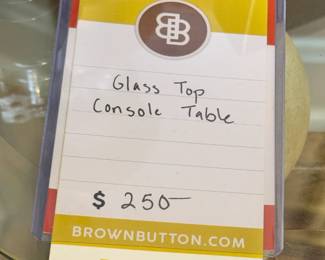 BB
Glass Top
Console Table
$ 250—
BROWNBUTTON.COM